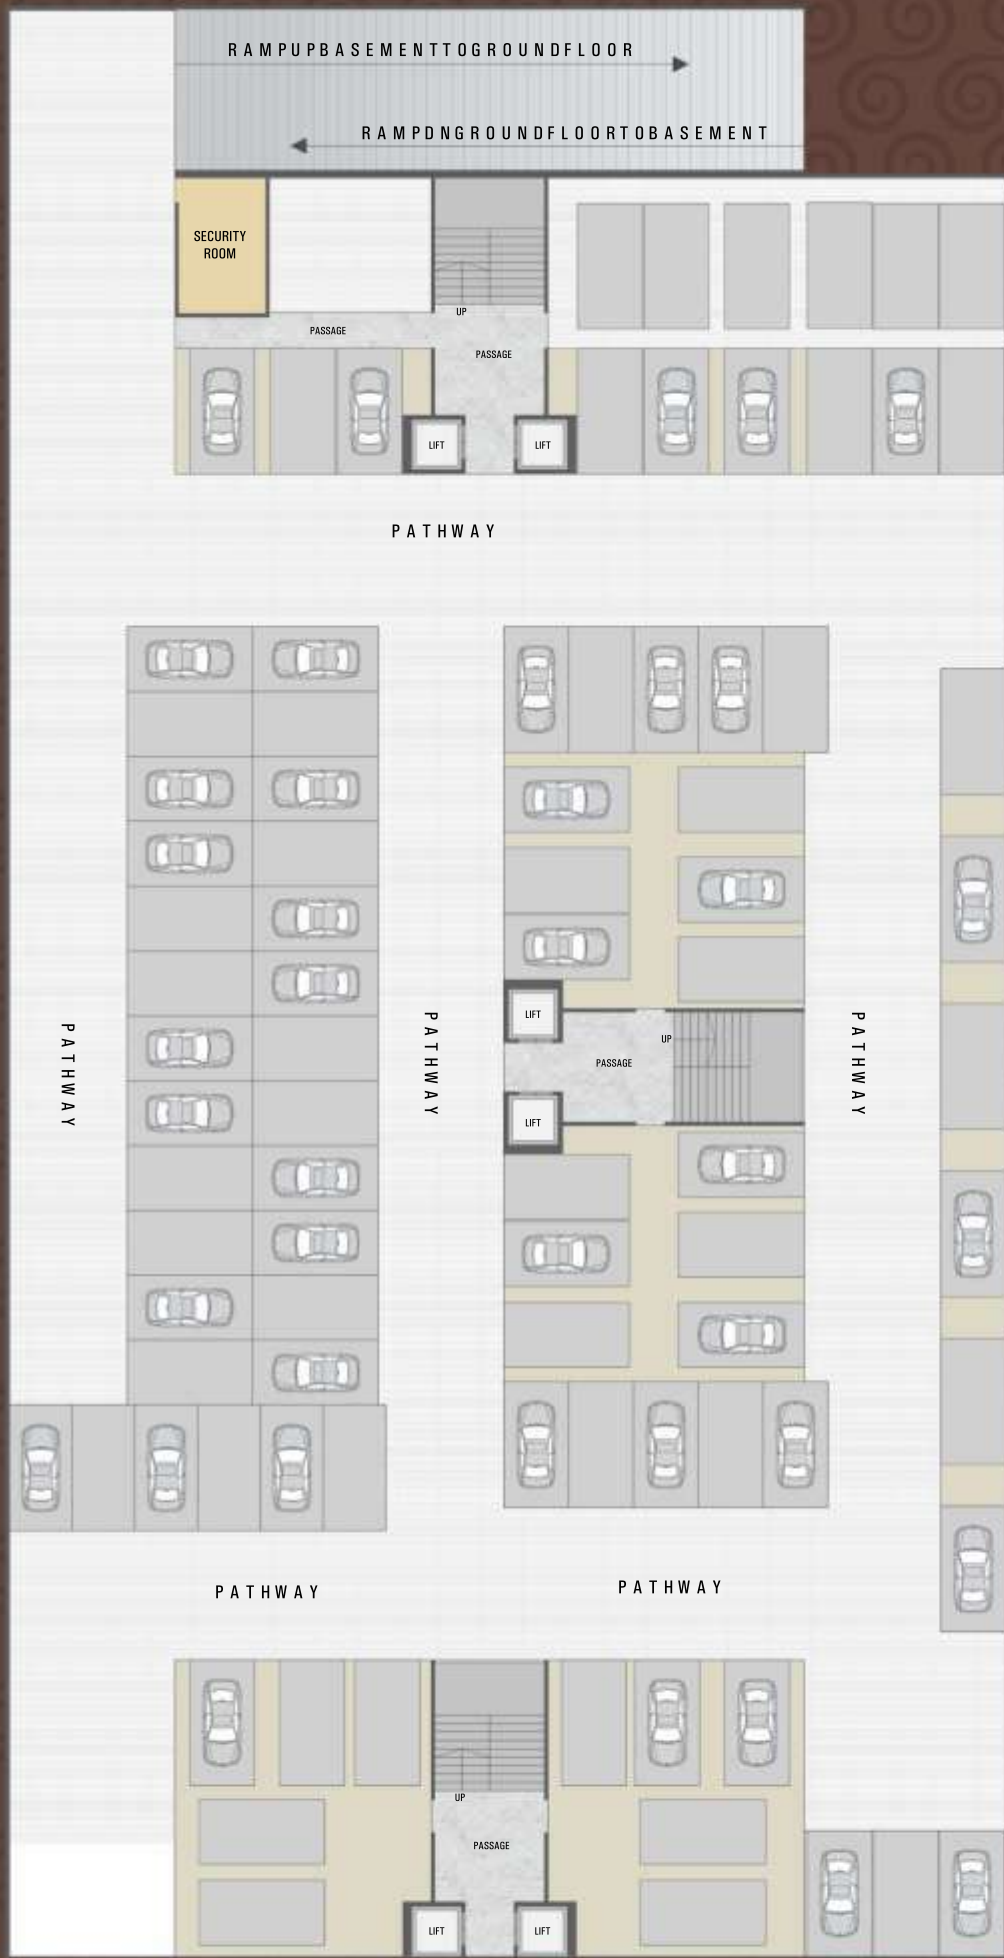 RAMPUPBASEMENTTOGROUNDFLOOR
RAMPDNGROUNDFLOORTOBASEMENT
SECURITY
ROOM
UP
PASSAGE
PASSAGE
LIFT
LIFT
PATHWAY
LIFT
PATHWAY
PATHWAY
PATHWAY
UP
PASSAGE
LIFT
PATHWAY
PATHWAY
UP
PASSAGE
LIFT
LIFT